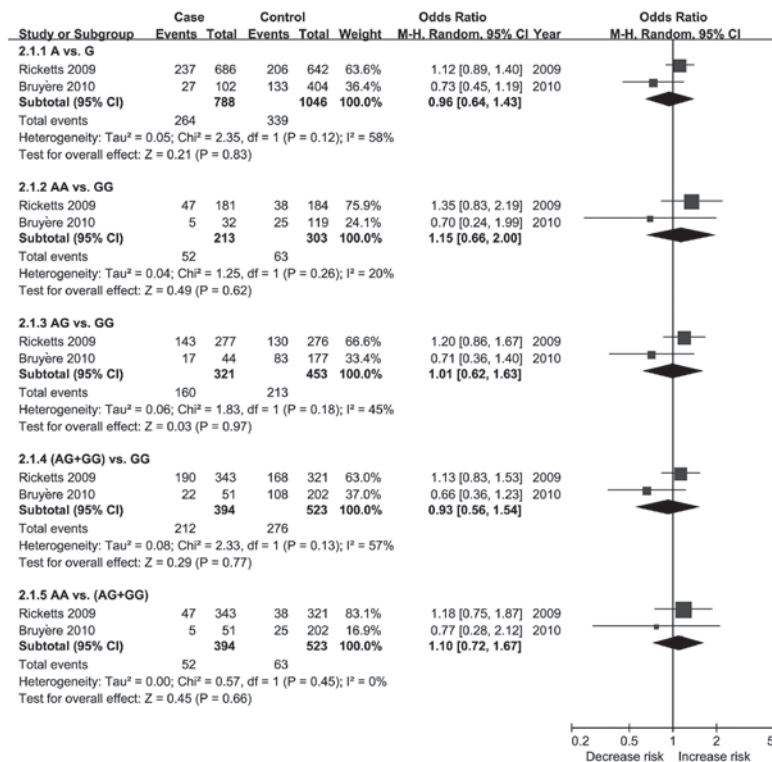 Case Control Odds Ratio Odds Ratio
Study or Subgroup Events Total Events Total Weight M-H, Random, 95% CI Year M-H, Random, 95% CI
2.1.1 A vs. G
Ricketts 2009 237 686 206 642 63.6% 1.12 [0.89, 1.40] 2009
Bruyère 2010 27 102 133 404 36.4% 0.73 [0.45, 1.19] 2010
Subtotal (95% CI) 788 1046 100.0% 0.96 [0.64, 1.43]
Total events 264 339
Heterogeneity: Tau² = 0.05; Chi² = 2.35, df = 1 (P = 0.12); I² = 58%
Test for overall effect: Z = 0.21 (P = 0.83)
2.1.2 AA vs. GG
Ricketts 2009 47 181 38 184 75.9% 1.35 [0.83, 2.19] 2009
Bruyère 2010 5 32 25 119 24.1% 0.70 [0.24, 1.99] 2010
Subtotal (95% CI) 213 303 100.0% 1.15 [0.66, 2.00]
Total events 52 63
Heterogeneity: Tau² = 0.04; Chi² = 1.25, df = 1 (P = 0.26); I² = 20%
Test for overall effect: Z = 0.49 (P = 0.62)
2.1.3 AG vs. GG
Ricketts 2009 143 277 130 276 66.6% 1.20 [0.86, 1.67] 2009
Bruyère 2010 17 44 83 177 33.4% 0.71 [0.36, 1.40] 2010
Subtotal (95% CI) 321 453 100.0% 1.01 [0.62, 1.63]
Total events 160 213
Heterogeneity: Tau² = 0.06; Chi² = 1.83, df = 1 (P = 0.18); I² = 45%
Test for overall effect: Z = 0.03 (P = 0.97)
2.1.4 (AG+GG) vs. GG
Ricketts 2009 190 343 168 321 63.0% 1.13 [0.83, 1.53] 2009
Bruyère 2010 22 51 108 202 37.0% 0.66 [0.36, 1.23] 2010
Subtotal (95% CI) 394 523 100.0% 0.93 [0.56, 1.54]
Total events 212 276
Heterogeneity: Tau² = 0.08; Chi² = 2.33, df = 1 (P = 0.13); I² = 57%
Test for overall effect: Z = 0.29 (P = 0.77)
2.1.5 AA vs. (AG+GG)
Ricketts 2009 47 343 38 321 83.1% 1.18 [0.75, 1.87] 2009
Bruyère 2010 5 51 25 202 16.9% 0.77 [0.28, 2.12] 2010
Subtotal (95% CI) 394 523 100.0% 1.10 [0.72, 1.67]
Total events 52 63
Heterogeneity: Tau² = 0.00; Chi² = 0.57, df = 1 (P = 0.45); I² = 0%
Test for overall effect: Z = 0.45 (P = 0.66)
0.2 0.5 1 2 5
Decrease risk Increase risk